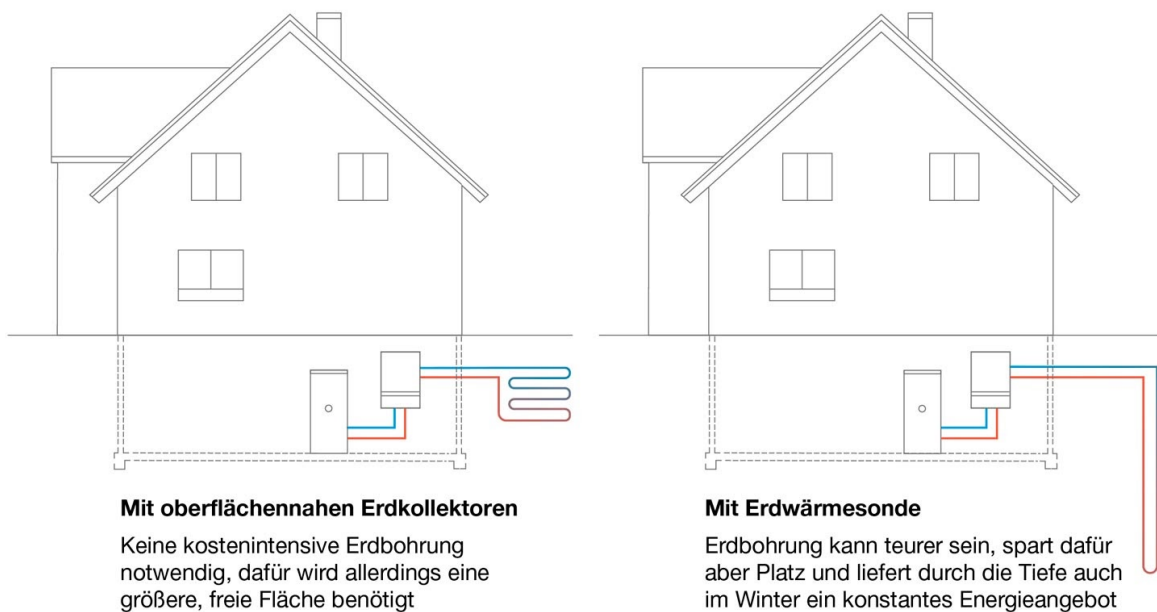 Mit oberflächennahen Erdkollektoren
Keine kostenintensive Erdbohrung
notwendig, dafür wird allerdings eine
größere, freie Fläche benötigt
Mit Erdwärmesonde
Erdbohrung kann teurer sein, spart dafür
aber Platz und liefert durch die Tiefe auch
im Winter ein konstantes Energieangebot